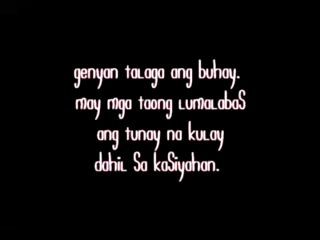 genyan talaga ang buhay.
may mga taong lumalabas
ang tunay na kulay
dahil sa kasiyahan.